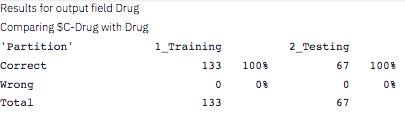 Results for output field Drug
Comparing $C-Drug with Drug
'Partition' 1_Training 2_Testing
Correct 133 100% 67 100%
Wrong 0 0% 0 0%
Total 133 67